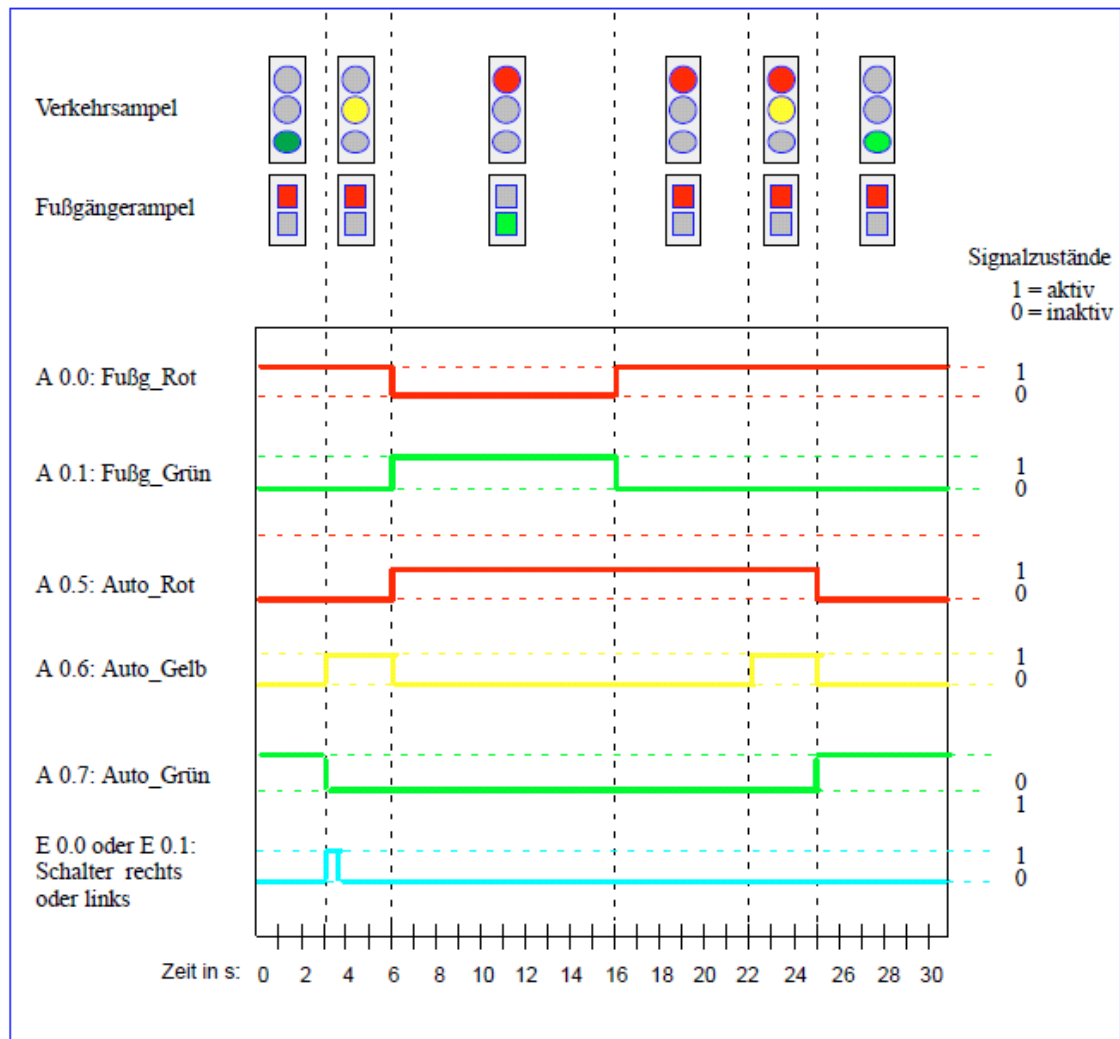 Verkehrsampel
Fußgängerampel
Signalzustände
1 = aktiv
0 = inaktiv
A 0.0: Fußg_Rot
1
0
A 0.1: Fußg_Grün
1
0
A 0.5: Auto_Rot
1
0
A 0.6: Auto_Gelb
1
0
A 0.7: Auto_Grün
0
1
E 0.0 oder E 0.1:
Schalter rechts
oder links
1
0
Zeit in s: 0 2 4 6 8 10 12 14 16 18 20 22 24 26 28 30